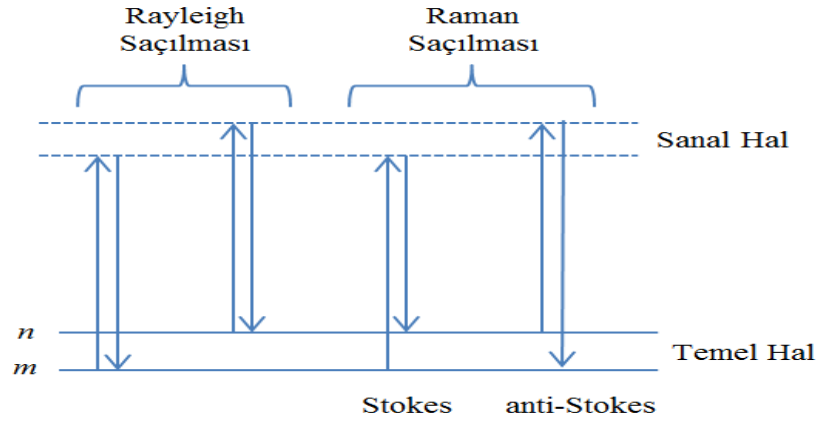 Rayleigh
Saçılması
Raman
Saçılması
Sanal Hal
n
m
Temel Hal
Stokes
anti-Stokes